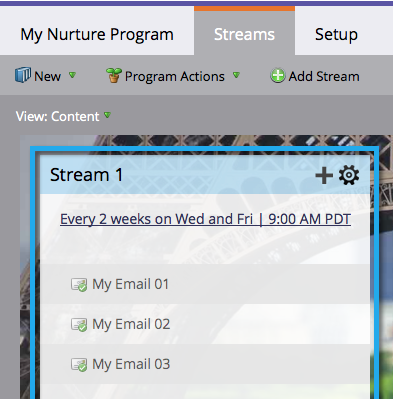 My Nurture Program Streams Setup
New Program Actions Add Stream
View: Content
Stream 1
Every 2 weeks on Wed and Fri | 9:00 AM PDT
My Email 01
My Email 02
My Email 03